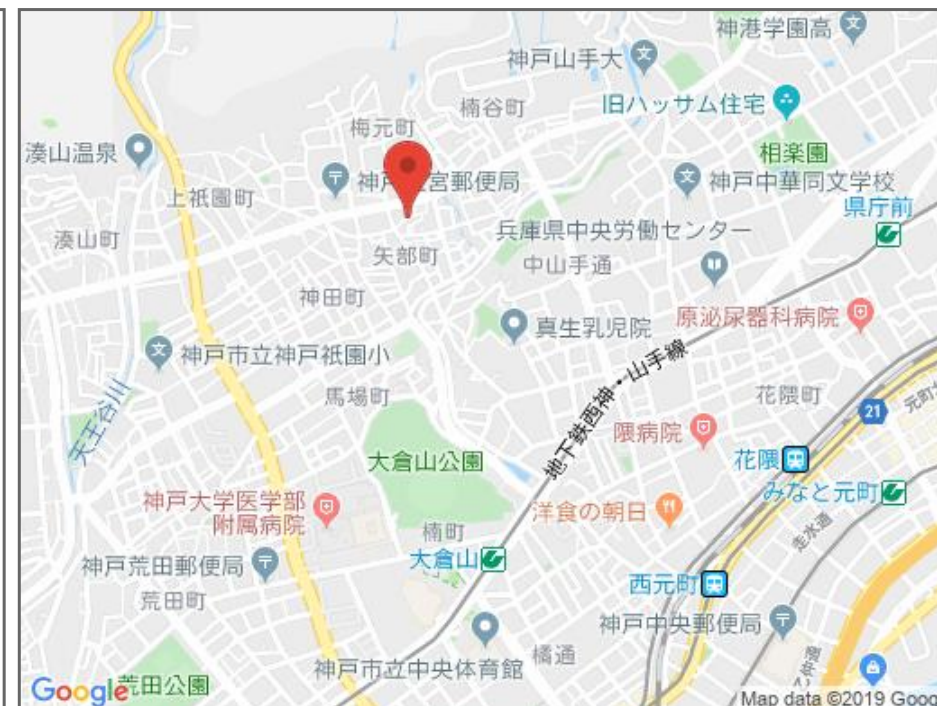 神港学園高
神戸山手大
楠谷町
旧ハッサム住宅
梅元町
湊山温泉
相楽園
神戸
宮郵便局
神戸中華同文学校
上祇園町
県庁前
兵庫県中央労働センター
湊山町
矢部町
中山手通
神田町
原泌尿器科病院
真生乳児院
神戸市立神戸祇園小
地下鉄西神・山手線
馬場町
花隈町
元町
21
天王谷川
隈病院
大倉山公園
花隈
みなと元町
神戸大学医学部
附属病院
洋食の朝日
楠町
走水通
大倉山
神戸荒田郵便局
西元町
荒田町
神戸中央郵便局
橘通
神戸市立中央体育館
Google
荒田公園
Map data ©2019 Goog